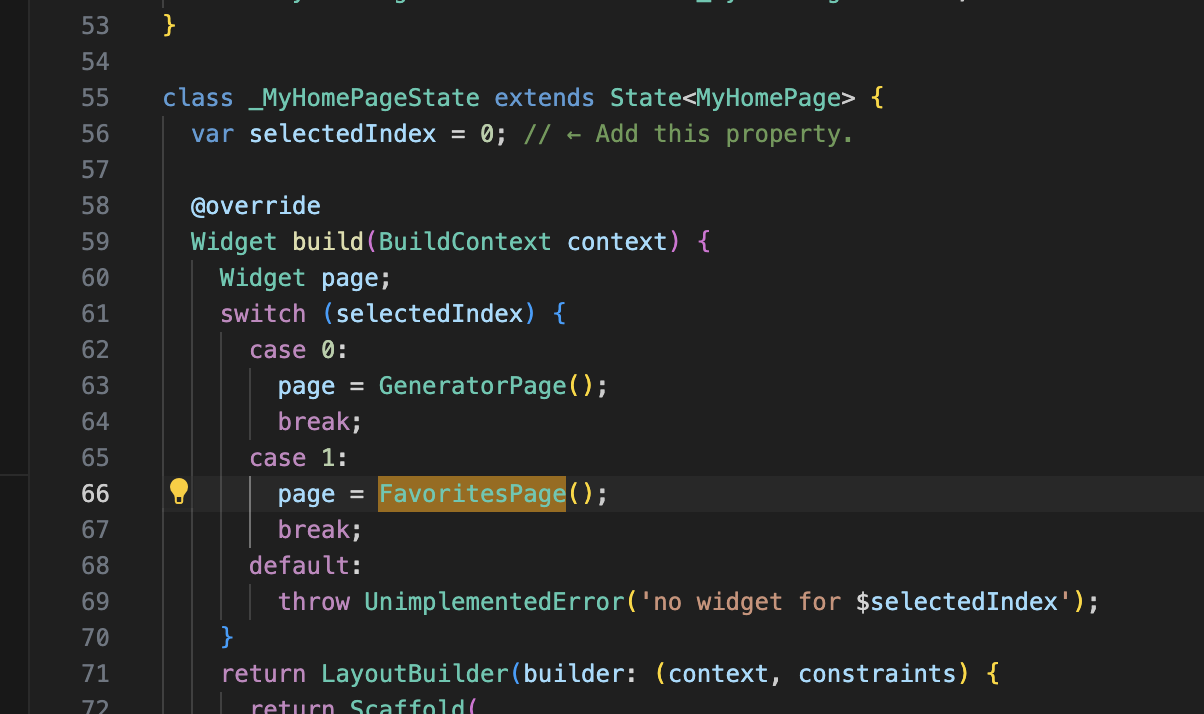 53 }
54
55 class _MyHomePageState extends State<MyHomePage> {
56 var selectedIndex = 0; // ← Add this property.
57
58 @override
59 Widget build(BuildContext context) {
60 Widget page;
61 switch (selectedIndex) {
62 case 0:
63 page = GeneratorPage();
64 break;
65 case 1:
66 page = FavoritesPage();
67 break;
68 default:
69 throw UnimplementedError('no widget for $selectedIndex');
70 }
71 return LayoutBuilder(builder: (context, constraints) {
72 return Scaffold(